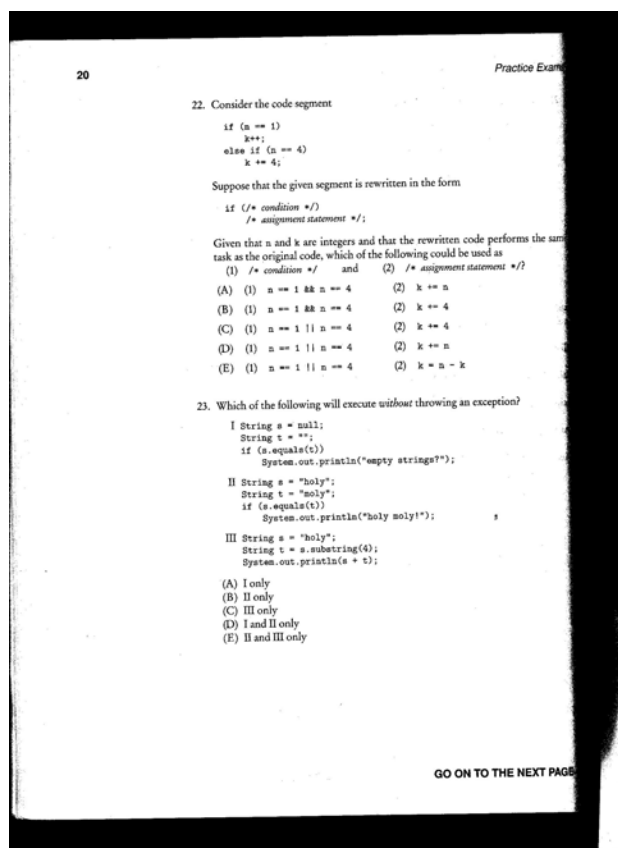 20
Practice Exam
22. Consider the code segment
if (n == 1)
k++;
else if (n == 4)
k += 4;
Suppose that the given segment is rewritten in the form
if (/* condition */)
/* assignment statement */;
Given that n and k are integers and that the rewritten code performs the sam
task as the original code, which of the following could be used as
(1) /* condition */ and (2) /* assignment statement */?
(A) (1) n == 1 && n == 4 (2) k += n
(B) (1) n == 1 && n == 4 (2) k += 4
(C) (1) n == 1 || n == 4 (2) k += 4
(D) (1) n == 1 || n == 4 (2) k += n
(E) (1) n == 1 || n == 4 (2) k = n - k
23. Which of the following will execute without throwing an exception?
I String s = null;
String t = "";
if (s.equals(t))
System.out.println("empty strings?");
II String s = "holy";
String t = "moly";
if (s.equals(t))
System.out.println("holy moly!");
III String s = "holy";
String t = s.substring(4);
System.out.println(s + t);
(A) I only
(B) II only
(C) III only
(D) I and II only
(E) II and III only
GO ON TO THE NEXT PAGE